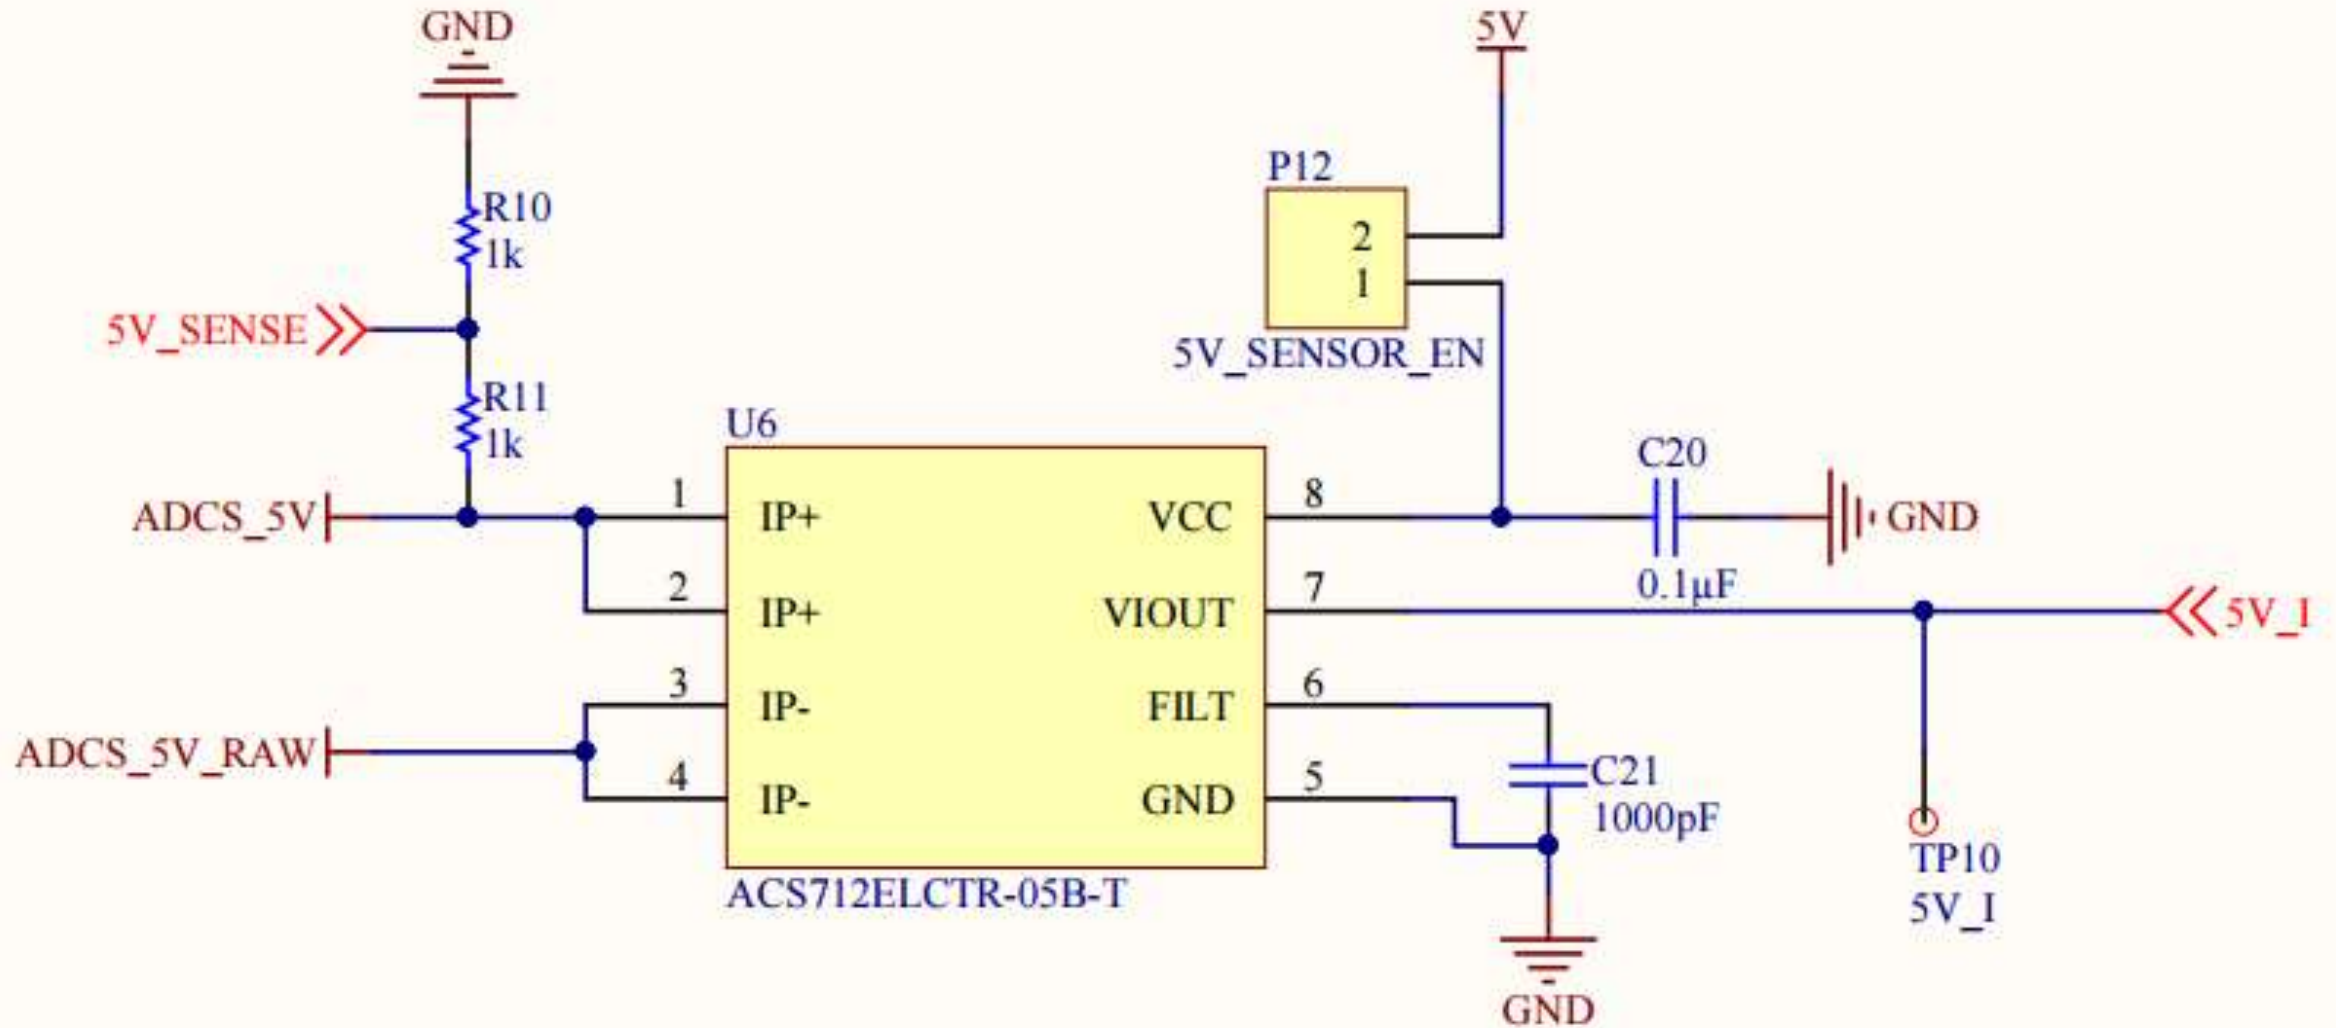 GND
5V
P12
R10
1k
2
1
5V_SENSE
5V_SENSOR_EN
R11
1k
U6
C20
ADCS_5V
1
IP+
VCC
8
GND
0.1µF
2
IP+
VIOUT
7
5V_I
3
IP-
FILT
6
ADCS_5V_RAW
C21
1000pF
4
IP-
GND
5
TP10
5V_I
ACS712ELCTR-05B-T
GND